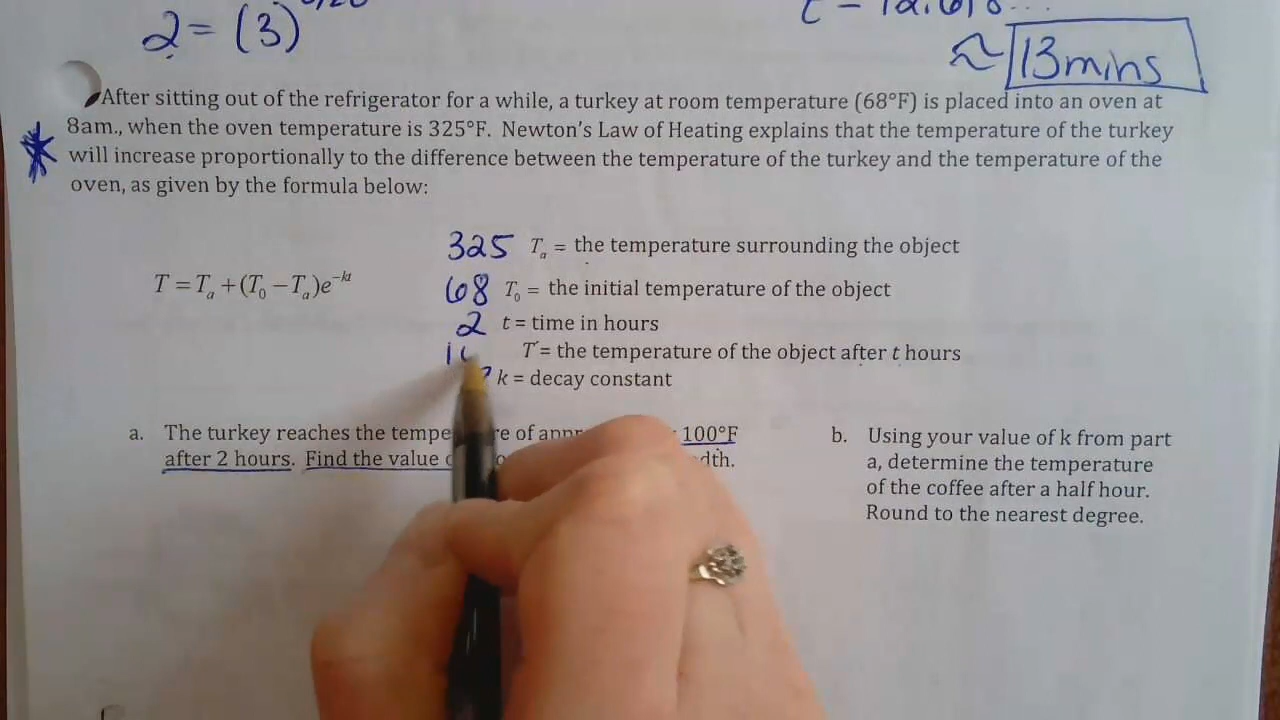 2 = (3)
≈ 13 mins
After sitting out of the refrigerator for a while, a turkey at room temperature (68°F) is placed into an oven at
8am., when the oven temperature is 325°F. Newton's Law of Heating explains that the temperature of the turkey
will increase proportionally to the difference between the temperature of the turkey and the temperature of the
oven, as given by the formula below:
325 Tₐ = the temperature surrounding the object
T = Tₐ + (T₀ − Tₐ)e^(−kt)
68 T₀ = the initial temperature of the object
2 t = time in hours
T = the temperature of the object after t hours
? k = decay constant
a. The turkey reaches the 100°F
after 2 hours. Find the value
b. Using your value of k from part
a, determine the temperature
of the coffee after a half hour.
Round to the nearest degree.